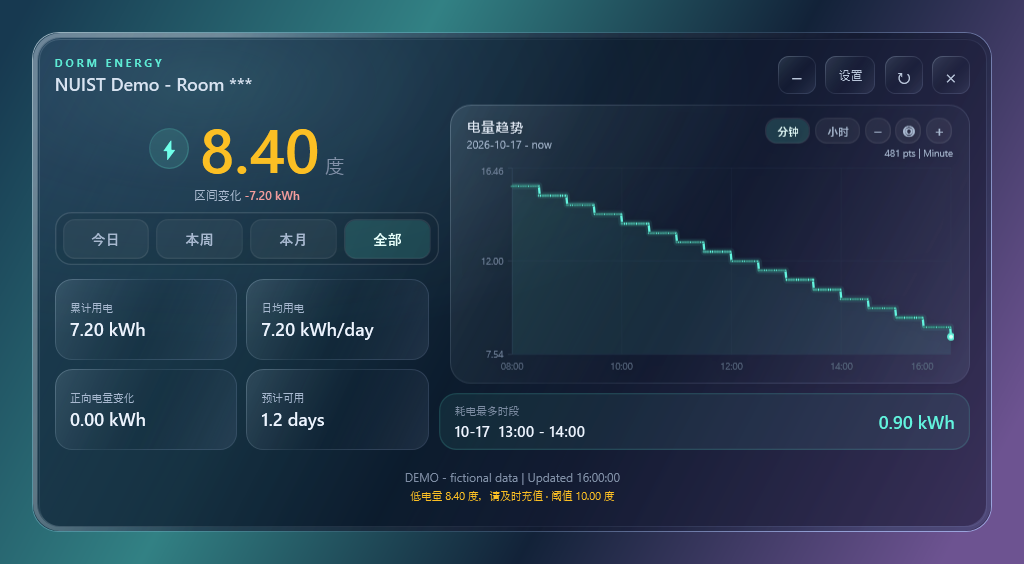 DORM ENERGY
NUIST Demo - Room ***
– 设置 ↻ ×
8.40 度
区间变化 -7.20 kWh
今日 本周 本月 全部
累计用电
7.20 kWh
日均用电
7.20 kWh/day
正向电量变化
0.00 kWh
预计可用
1.2 days
电量趋势
2026-10-17 - now
分钟 小时 − +
481 pts | Minute
16.46
12.00
7.54
08:00 10:00 12:00 14:00 16:00
耗电最多时段
10-17 13:00 - 14:00
0.90 kWh
DEMO - fictional data | Updated 16:00:00
低电量 8.40 度，请及时充值 · 阈值 10.00 度